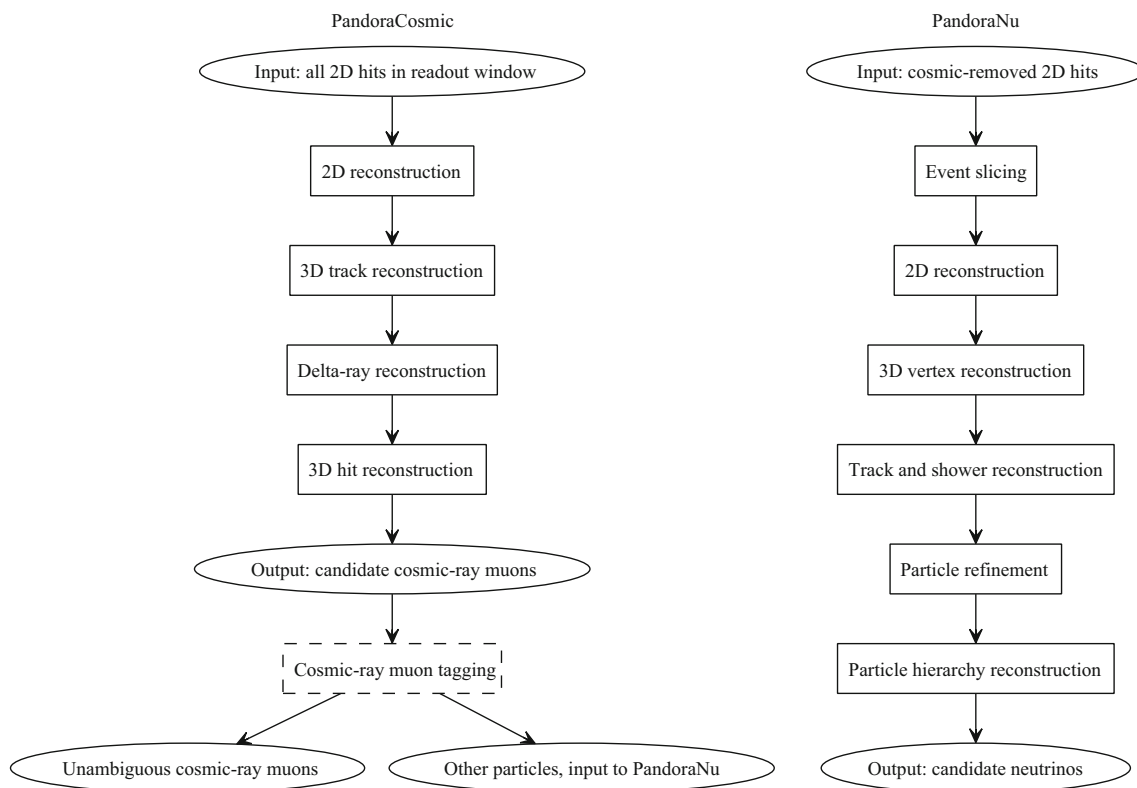 PandoraCosmic
Input: all 2D hits in readout window
2D reconstruction
3D track reconstruction
Delta-ray reconstruction
3D hit reconstruction
Output: candidate cosmic-ray muons
Cosmic-ray muon tagging
Unambiguous cosmic-ray muons
Other particles, input to PandoraNu
PandoraNu
Input: cosmic-removed 2D hits
Event slicing
2D reconstruction
3D vertex reconstruction
Track and shower reconstruction
Particle refinement
Particle hierarchy reconstruction
Output: candidate neutrinos